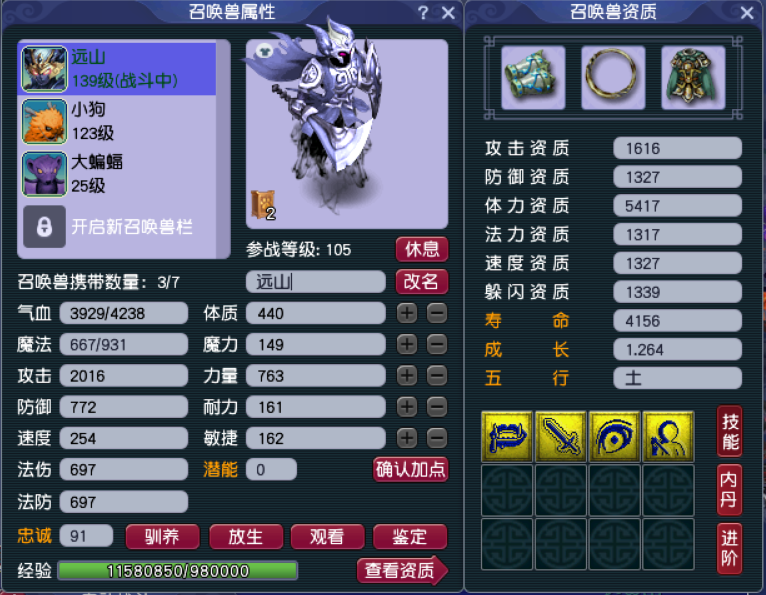 召唤兽属性 ? ×
远山
139级(战斗中)
小狗
123级
大蝙蝠
25级
开启新召唤兽栏
2
参战等级: 105 休息
召唤兽携带数量: 3/7 远山 改名
气血 3929/4238 体质 440
魔法 667/931 魔力 149
攻击 2016 力量 763
防御 772 耐力 161
速度 254 敏捷 162
法伤 697 潜能 0 确认加点
法防 697
忠诚 91 驯养 放生 观看 鉴定
经验 11580850/980000 查看资质
召唤兽资质 ×
攻击资质 1616
防御资质 1327
体力资质 5417
法力资质 1317
速度资质 1327
躲闪资质 1339
寿命 4156
成长 1.264
五行 土
技能
内丹
进阶